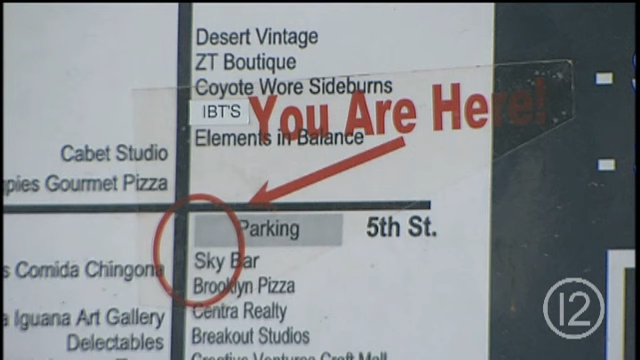 Desert Vintage
ZT Boutique
Coyote Wore Sideburns
IBT'S
You Are Here!
Elements in Balance
Cabet Studio
pies Gourmet Pizza
Parking
5th St.
Sky Bar
s Comida Chingona
Brooklyn Pizza
Centra Realty
a Iguana Art Gallery
Breakout Studios
Delectables
Creative Ventures Craft Mall
12